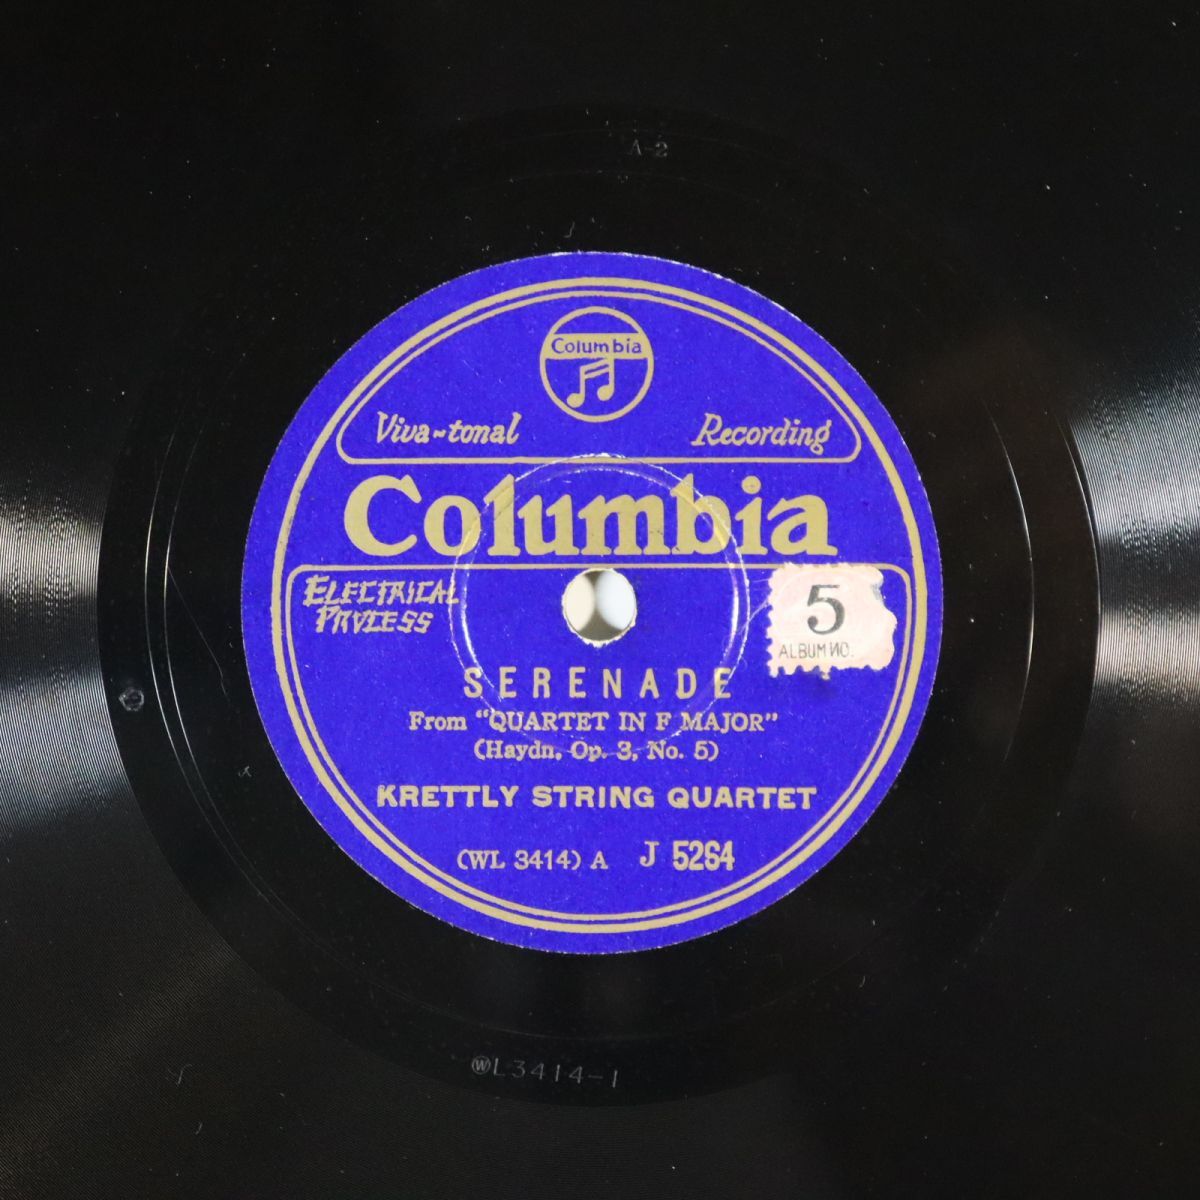 A-2
Columbia
Viva-tonal Recording
Columbia
ELECTRICAL
PROCESS
5
ALBUM NO.
SERENADE
From "QUARTET IN F MAJOR"
(Haydn, Op. 3, No. 5)
KRETTLY STRING QUARTET
(WL 3414) A J 5264
ⓌL3414-1